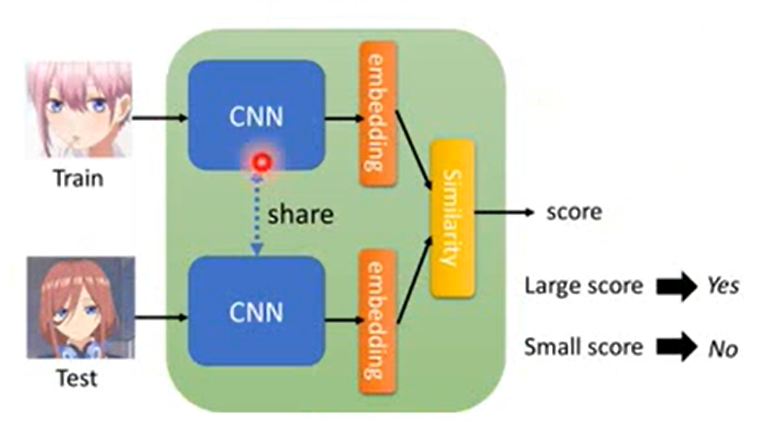 CNN
embedding
Train
share
Similarity
score
CNN
embedding
Test
Large score
Yes
Small score
No